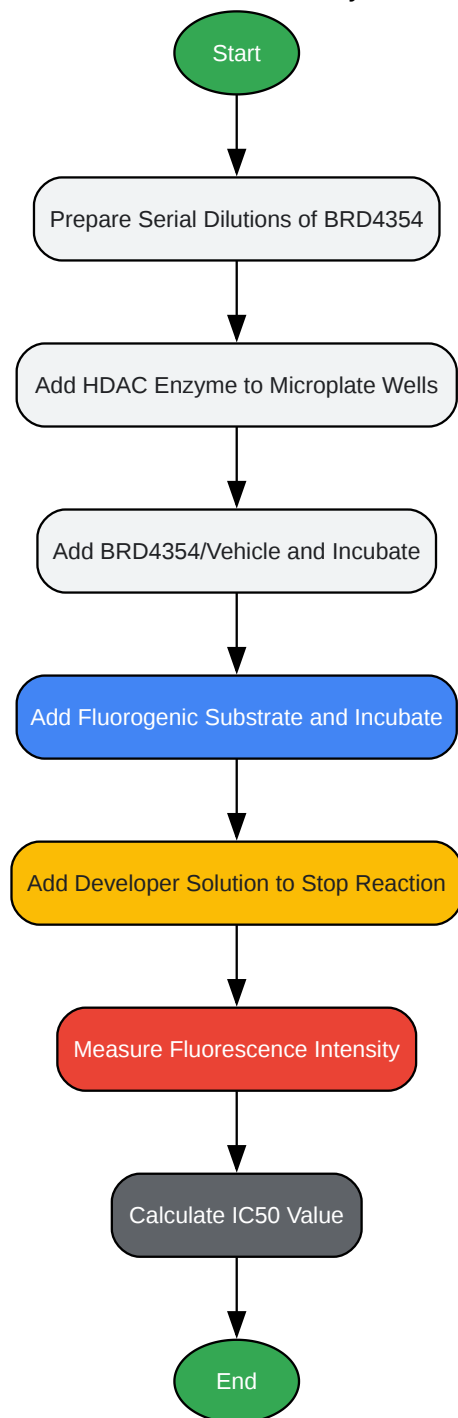 Start
Prepare Serial Dilutions of BRD4354
Add HDAC Enzyme to Microplate Wells
Add BRD4354/Vehicle and Incubate
Add Fluorogenic Substrate and Incubate
Add Developer Solution to Stop Reaction
Measure Fluorescence Intensity
Calculate IC50 Value
End